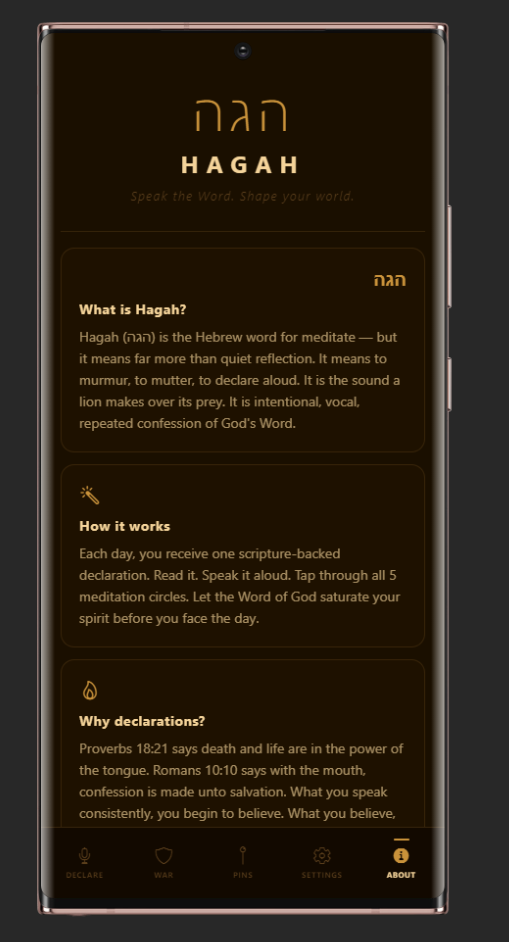 הגה
HAGAH
Speak the Word. Shape your world.
הגה
What is Hagah?
Hagah (הגה) is the Hebrew word for meditate — but
it means far more than quiet reflection. It means to
murmur, to mutter, to declare aloud. It is the sound a
lion makes over its prey. It is intentional, vocal,
repeated confession of God's Word.
How it works
Each day, you receive one scripture-backed
declaration. Read it. Speak it aloud. Tap through all 5
meditation circles. Let the Word of God saturate your
spirit before you face the day.
Why declarations?
Proverbs 18:21 says death and life are in the power of
the tongue. Romans 10:10 says with the mouth,
confession is made unto salvation. What you speak
consistently, you begin to believe. What you believe,
DECLARE
WAR
PINS
SETTINGS
ABOUT